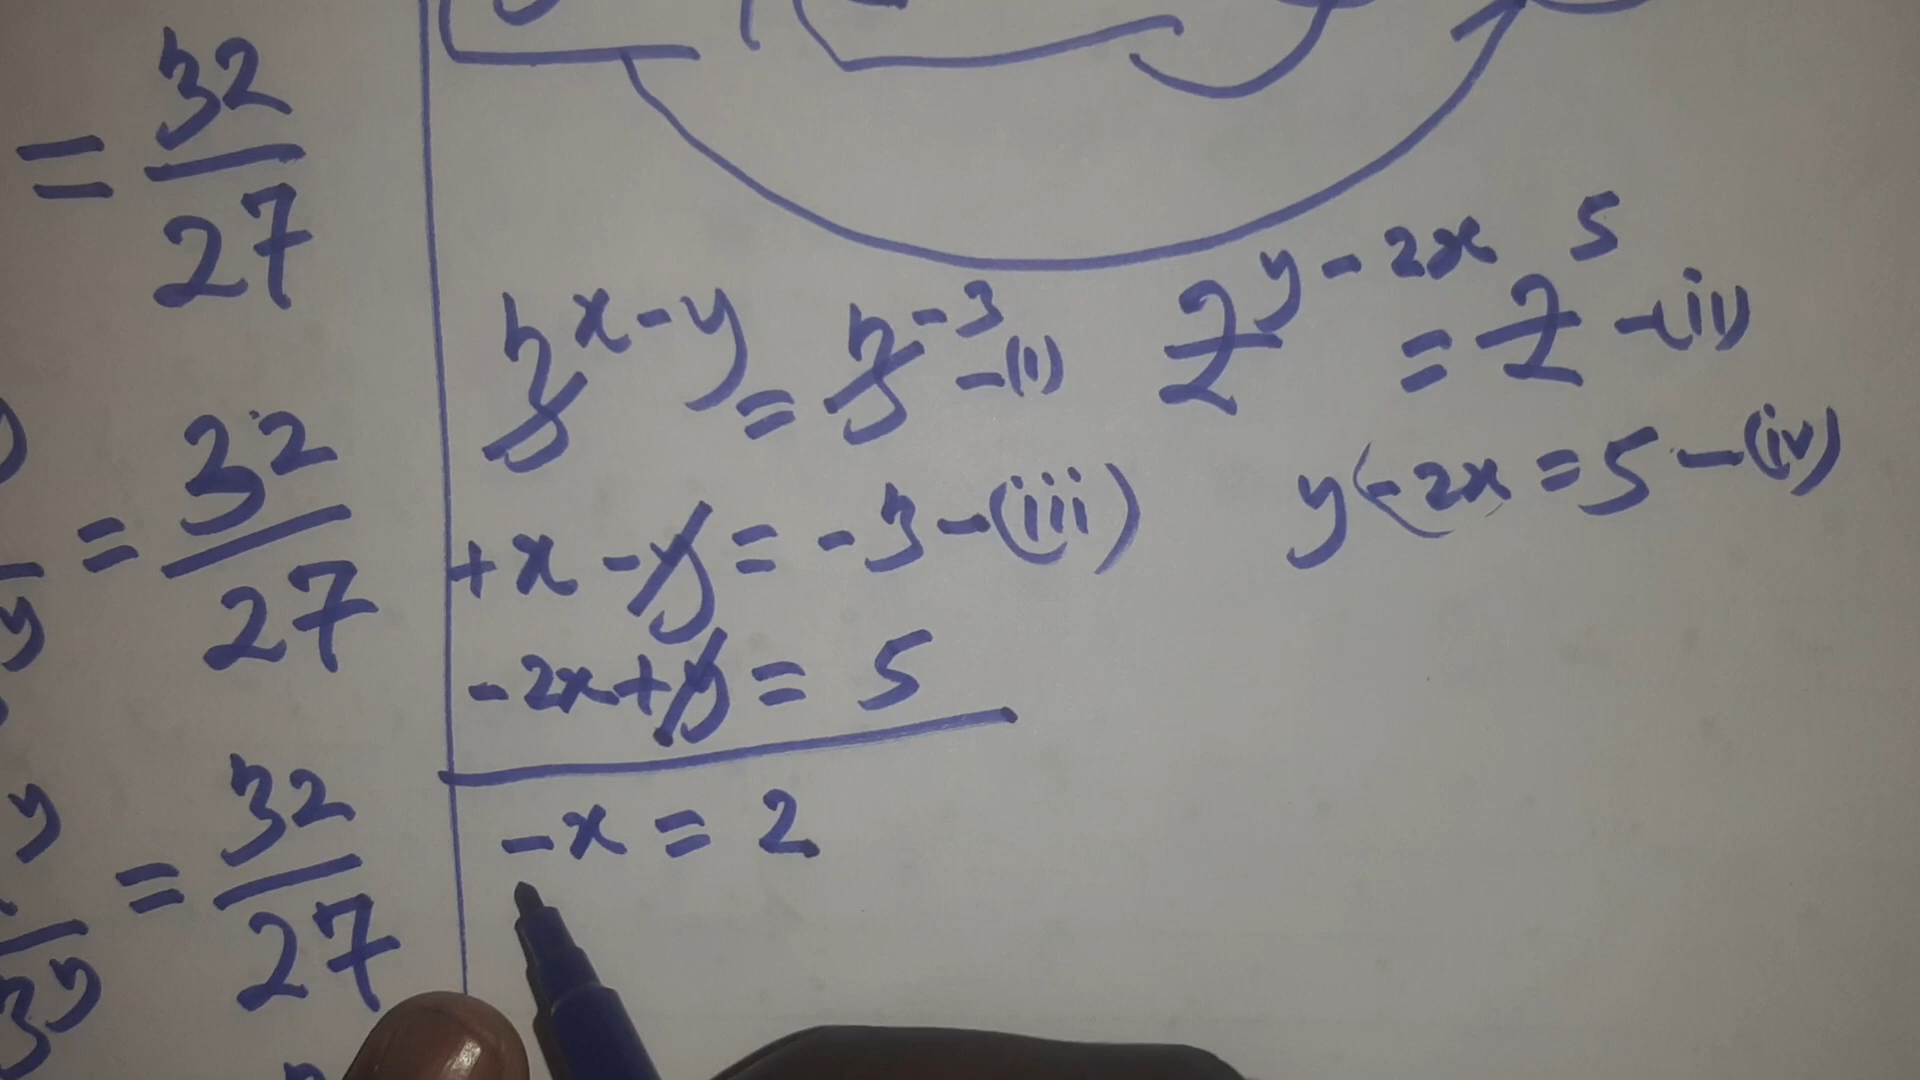 = 32/27
3^(x-y) = 3^(-3) -(i) 2^(y-2x) = 2^5 -(ii)
= 32/27
+x - y = -3 -(iii) y - 2x = 5 -(iv)
-2x + y = 5
y = 32/27
3^y
-x = 2